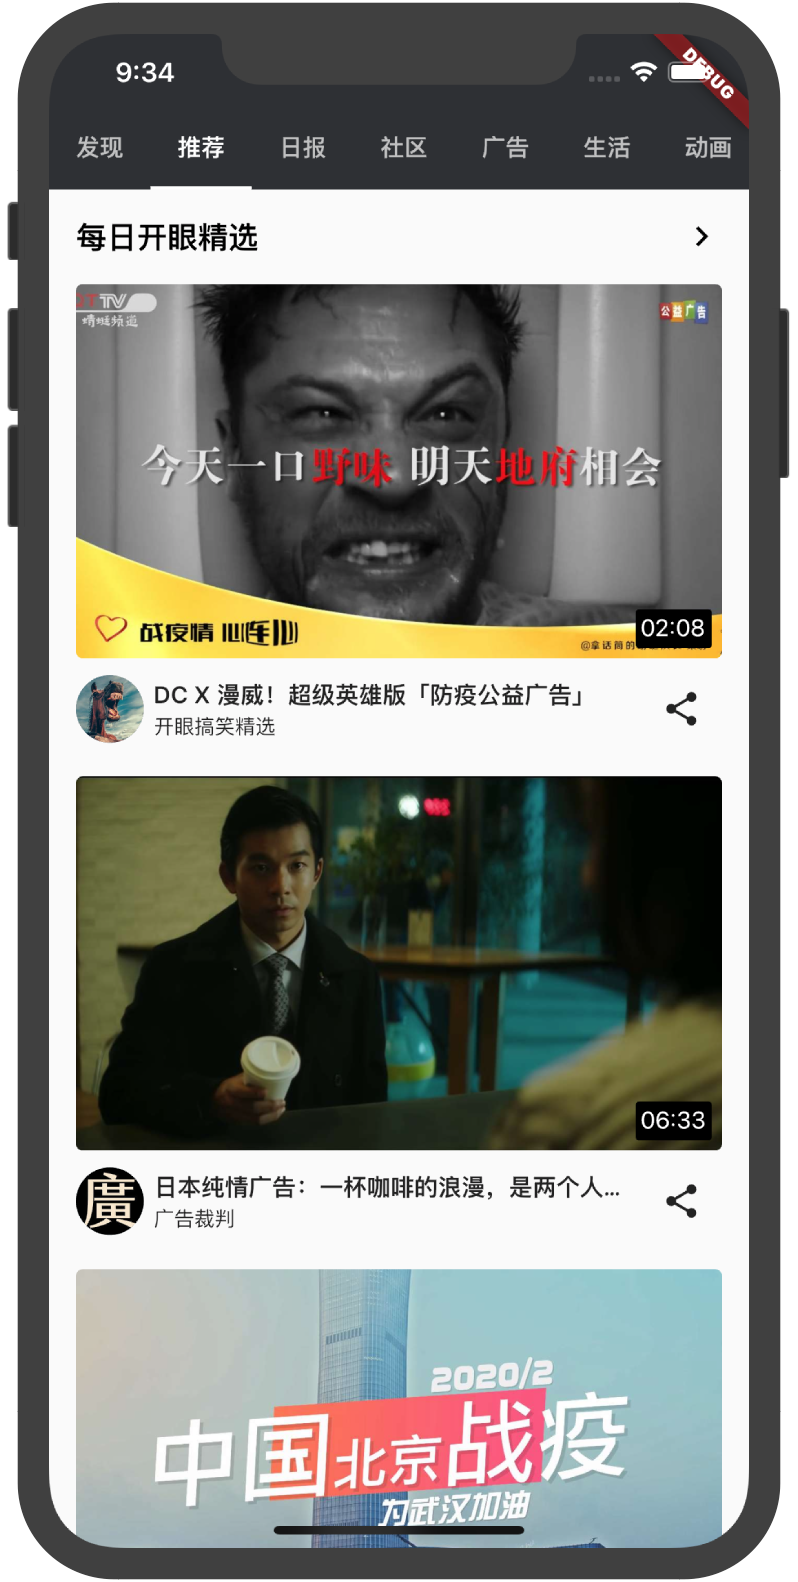 9:34
DEBUG
发现 推荐 日报 社区 广告 生活 动画
每日开眼精选
TV
蜻蜓频道
公益广告
今天一口野味 明天地府相会
战疫情 心连心
02:08
DC X 漫威！超级英雄版「防疫公益广告」
开眼搞笑精选
06:33
廣
日本纯情广告：一杯咖啡的浪漫，是两个人...
广告裁判
2020/2
中国北京战疫
为武汉加油